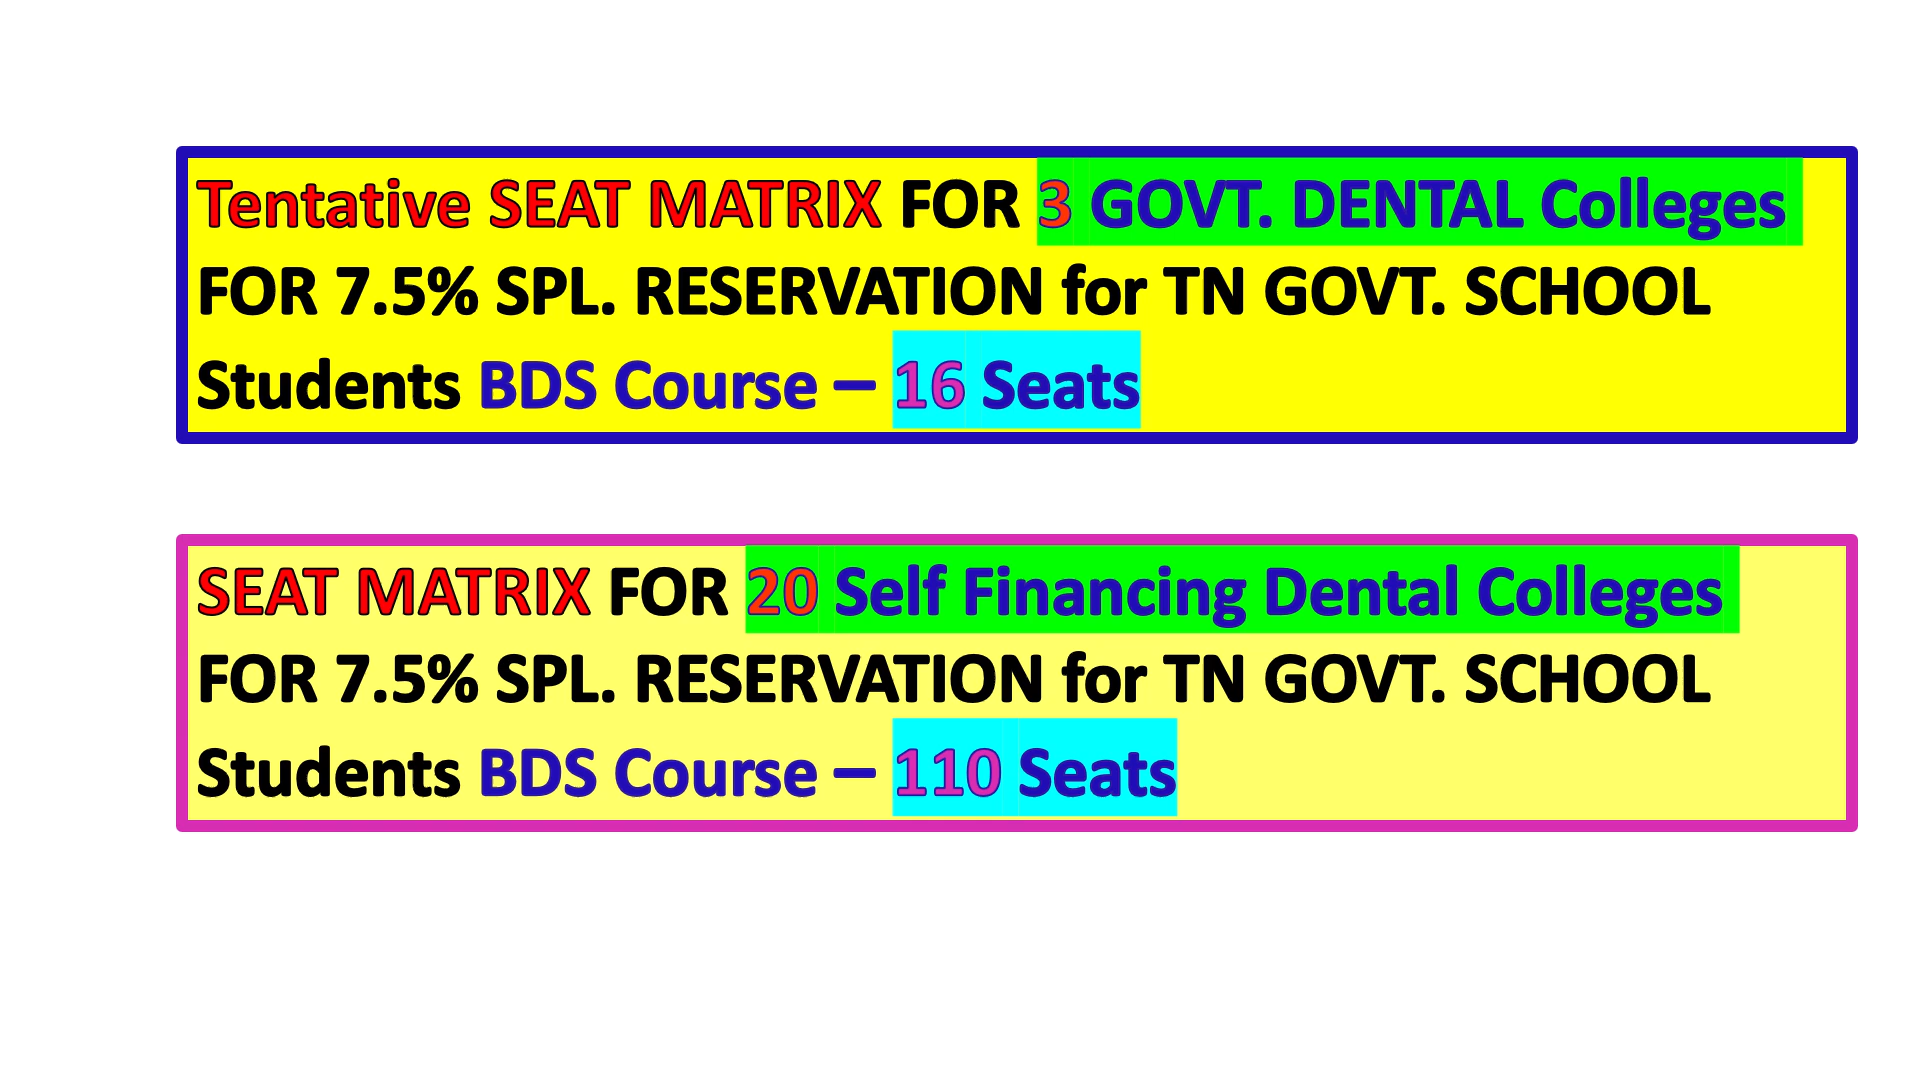 Tentative SEAT MATRIX FOR 3 GOVT. DENTAL Colleges
FOR 7.5% SPL. RESERVATION for TN GOVT. SCHOOL
Students BDS Course – 16 Seats
SEAT MATRIX FOR 20 Self Financing Dental Colleges
FOR 7.5% SPL. RESERVATION for TN GOVT. SCHOOL
Students BDS Course – 110 Seats